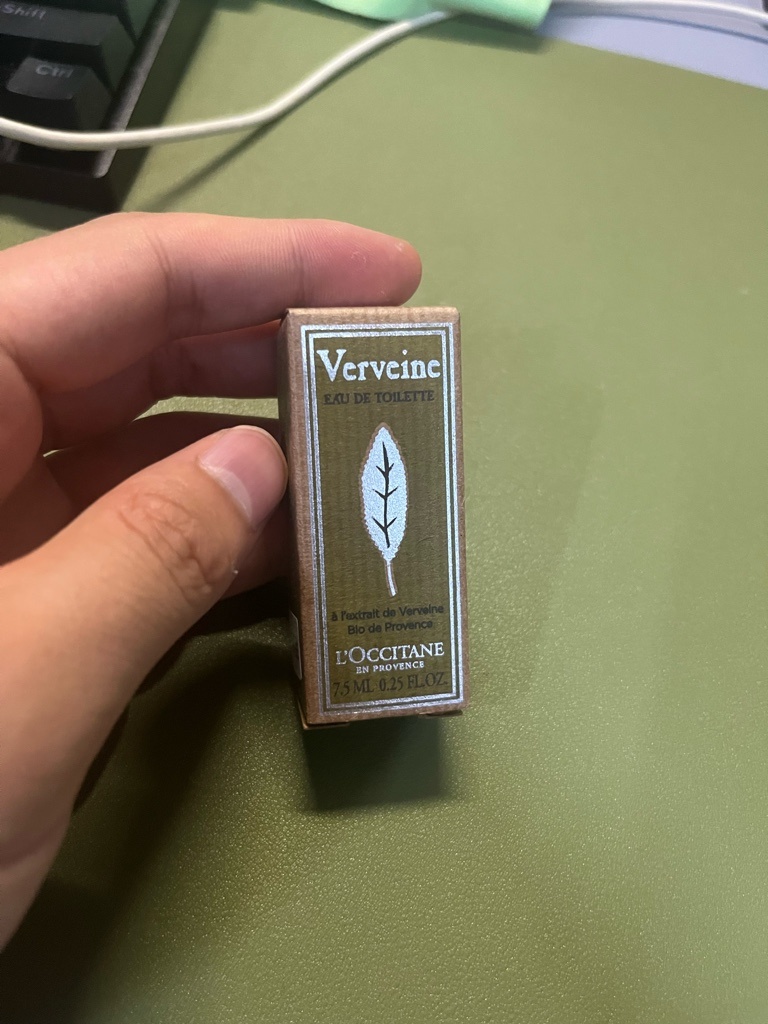 Shift
Ctrl
Verveine
EAU DE TOILETTE
à l'extrait de Verveine
Bio de Provence
L'OCCITANE
EN PROVENCE
7.5 ML 0.25 FL.OZ.